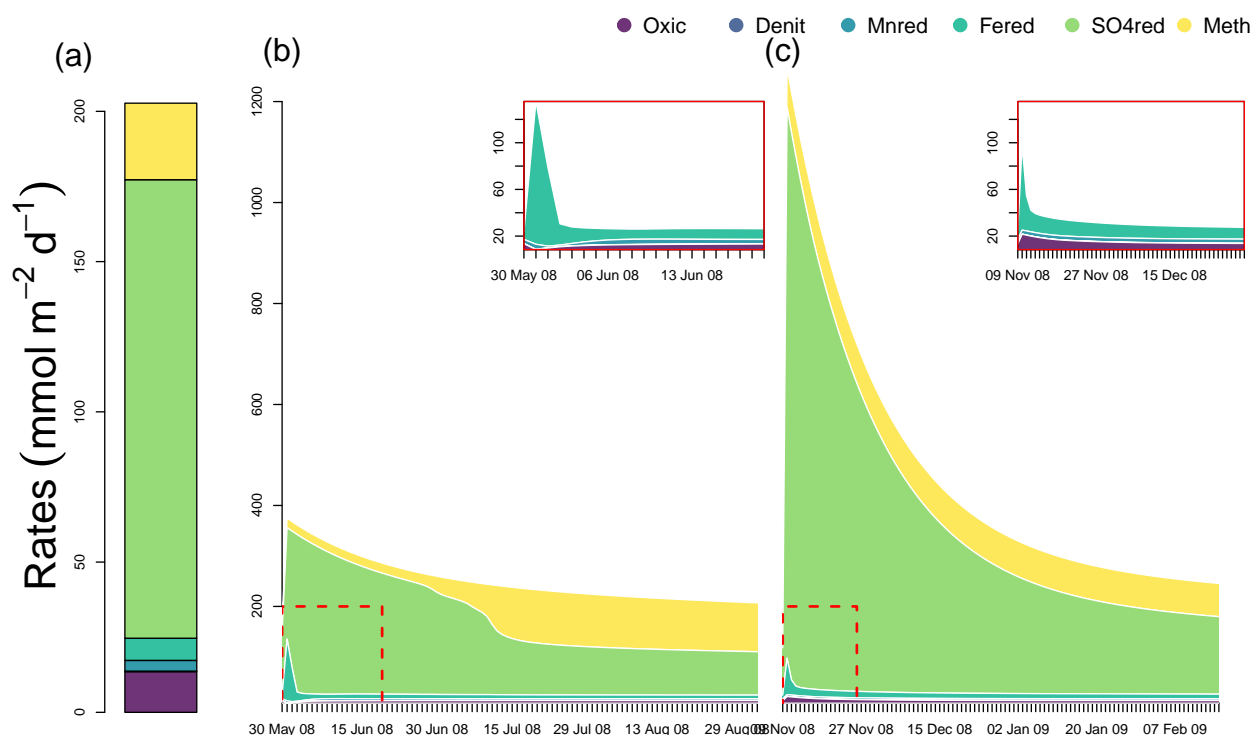 Oxic Denit Mnred Fered SO4red Meth
(a) (b) (c)
Rates (mmol m⁻² d⁻¹)
200
150
100
50
0
1200
1000
800
600
400
200
30 May 08 15 Jun 08 30 Jun 08 15 Jul 08 29 Jul 08 13 Aug 08 29 Aug 08
100
60
20
30 May 08 06 Jun 08 13 Jun 08
100
60
20
09 Nov 08 27 Nov 08 15 Dec 08
09 Nov 08 27 Nov 08 15 Dec 08 02 Jan 09 20 Jan 09 07 Feb 09